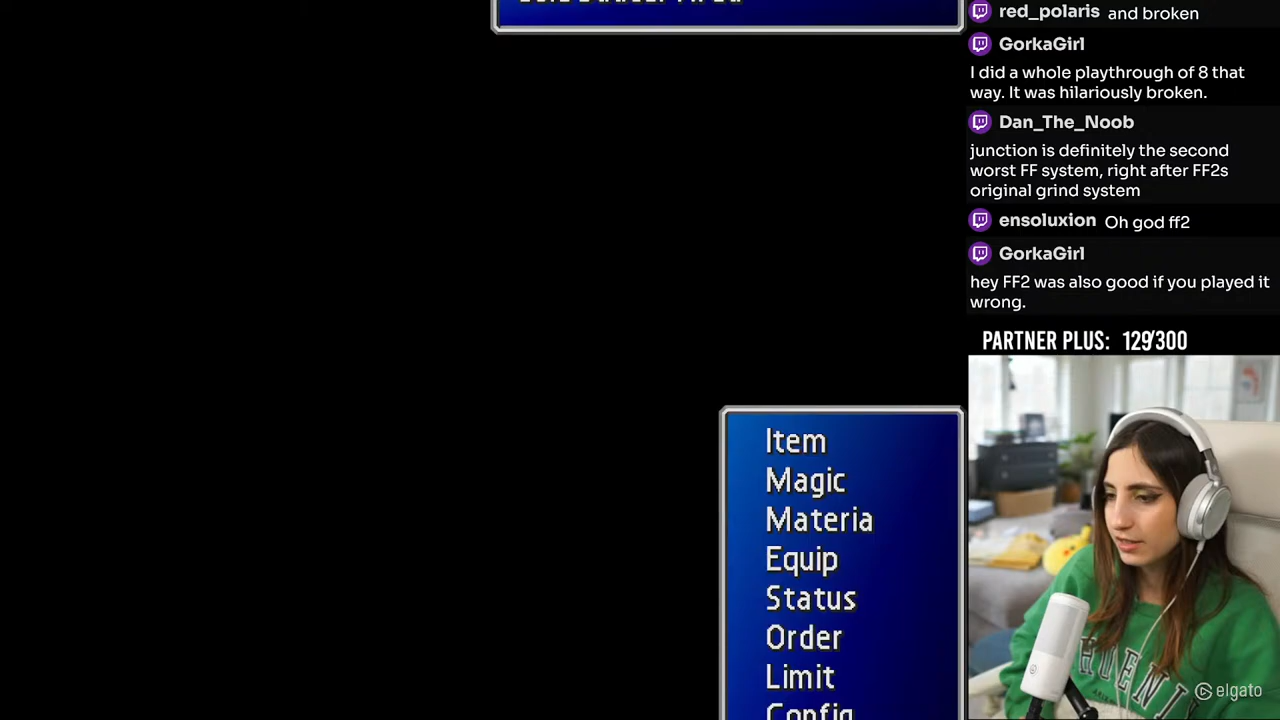 red_polaris and broken
GorkaGirl
I did a whole playthrough of 8 that
way. It was hilariously broken.
Dan_The_Noob
junction is definitely the second
worst FF system, right after FF2s
original grind system
ensoluxion Oh god ff2
GorkaGirl
hey FF2 was also good if you played it
wrong.
PARTNER PLUS: 129/300
Item
Magic
Materia
Equip
Status
Order
Limit
Config
elgato